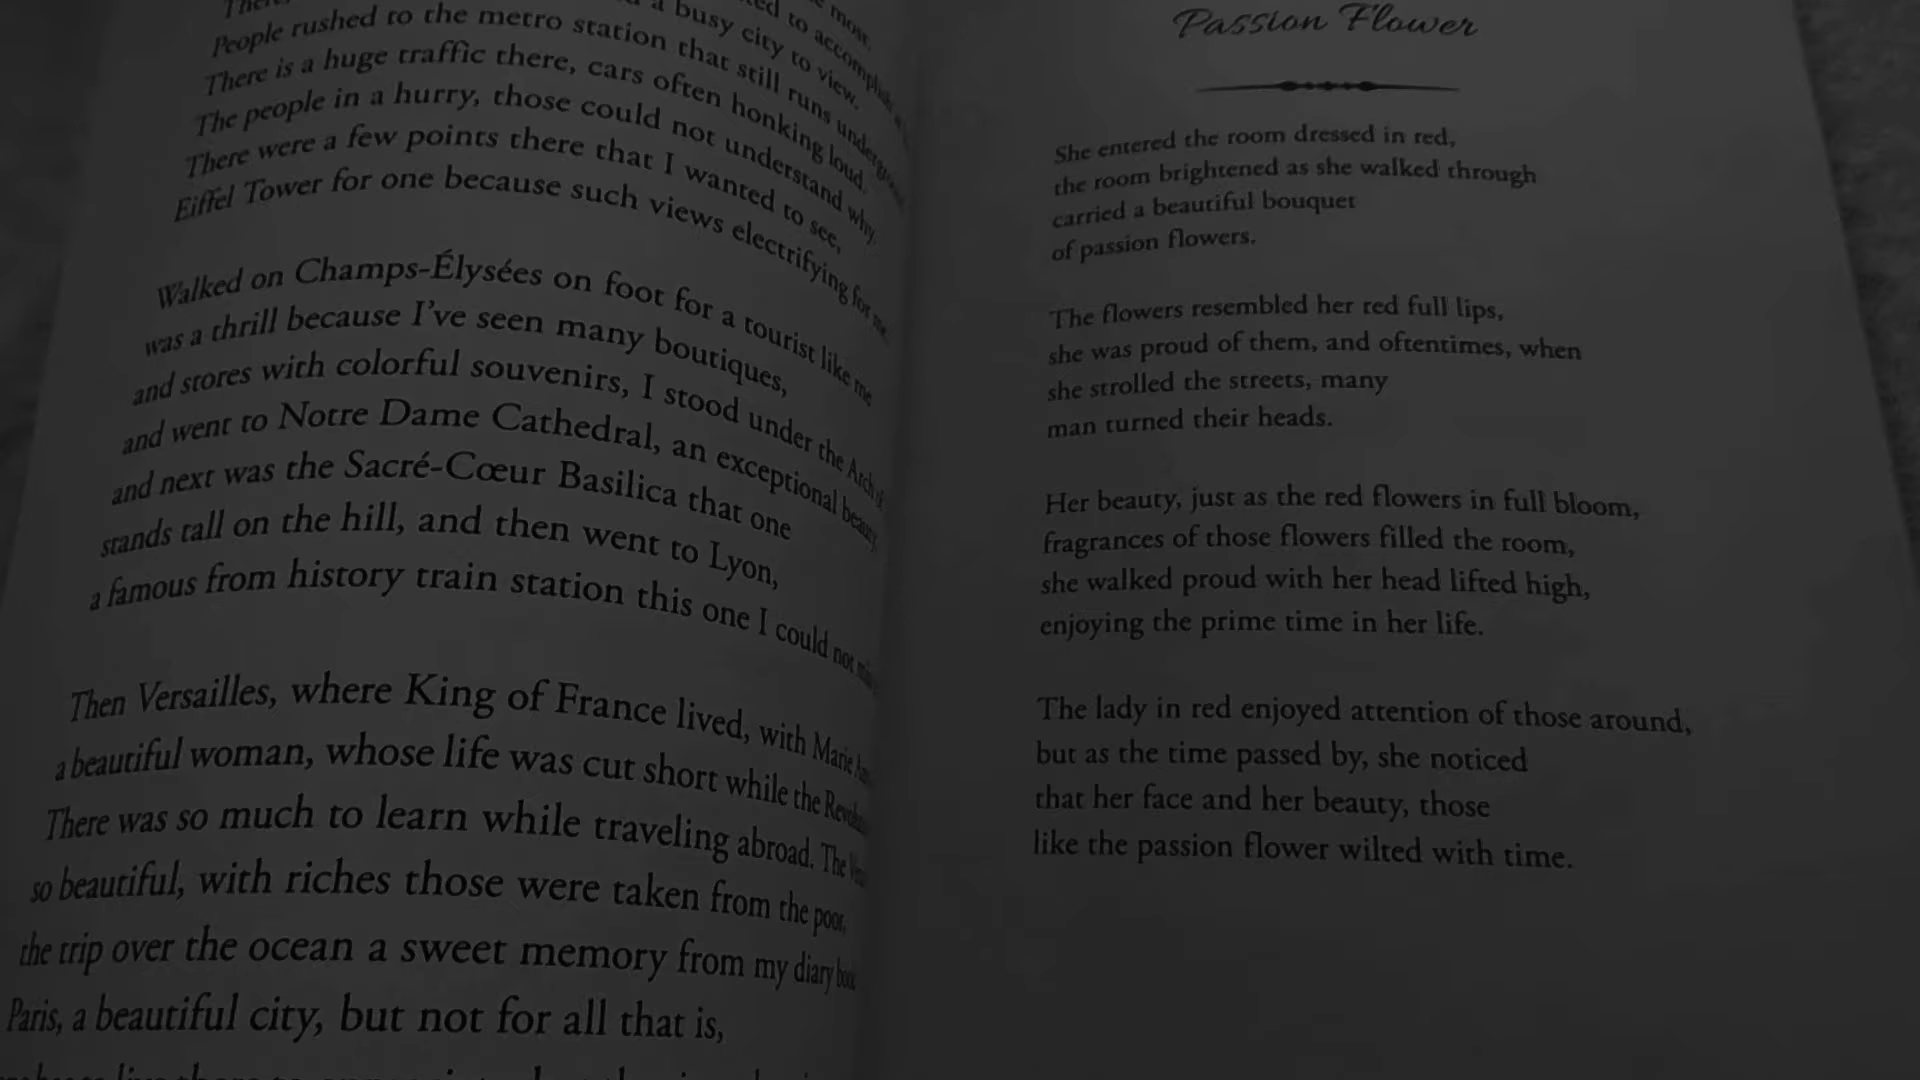 People rushed to the metro station that still runs
There is a huge traffic there, cars often honking loud.
The people in a hurry, those could not understand why.
There were a few points there that I wanted to see,
Eiffel Tower for one because such views electrifying for me.
Walked on Champs-Élysées on foot for a tourist like me
was a thrill because I've seen many boutiques,
and stores with colorful souvenirs, I stood under the Arch of
and went to Notre Dame Cathedral, an exceptional beauty,
and next was the Sacré-Cœur Basilica that one
stands tall on the hill, and then went to Lyon,
a famous from history train station this one I could not
Then Versailles, where King of France lived, with Marie
a beautiful woman, whose life was cut short while the
There was so much to learn while traveling abroad. The
so beautiful, with riches those were taken from the poor,
the trip over the ocean a sweet memory from my diary
Paris, a beautiful city, but not for all that is,
Passion Flower
She entered the room dressed in red,
the room brightened as she walked through
carried a beautiful bouquet
of passion flowers.
The flowers resembled her red full lips,
she was proud of them, and oftentimes, when
she strolled the streets, many
man turned their heads.
Her beauty, just as the red flowers in full bloom,
fragrances of those flowers filled the room,
she walked proud with her head lifted high,
enjoying the prime time in her life.
The lady in red enjoyed attention of those around,
but as the time passed by, she noticed
that her face and her beauty, those
like the passion flower wilted with time.